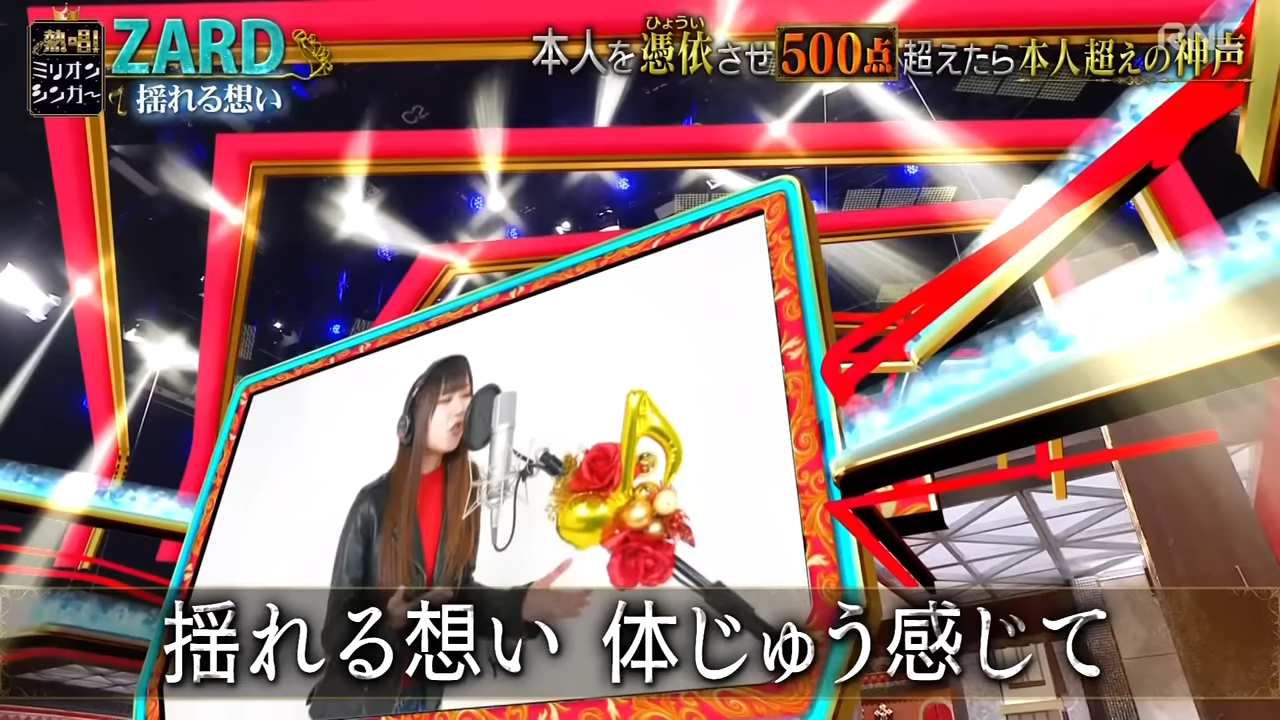 熱唱!
ミリオン
シンガ〜
ZARD
揺れる想い
ひょうい
本人を憑依させ500点超えたら本人超えの神声
C2
揺れる想い 体じゅう感じて